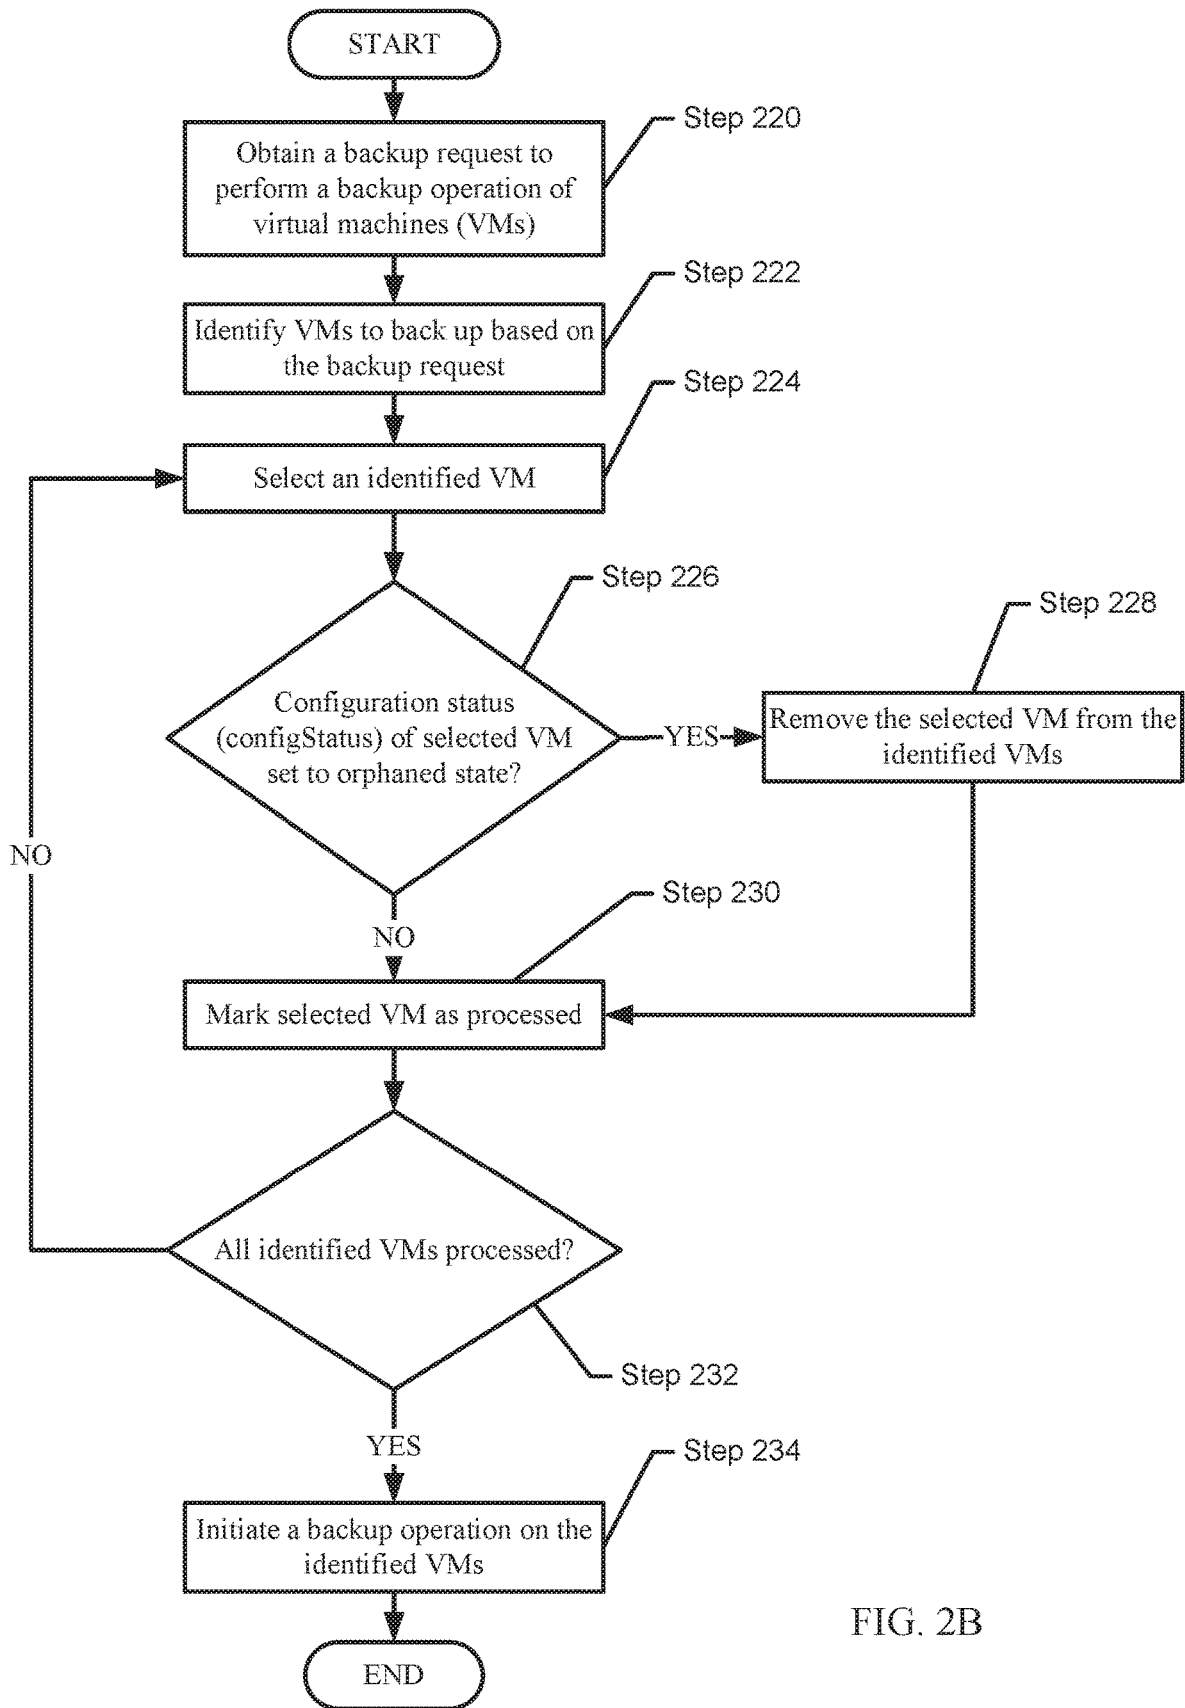 START
Step 220
Obtain a backup request to
perform a backup operation of
virtual machines (VMs)
Step 222
Identify VMs to back up based on
the backup request
Step 224
Select an identified VM
Step 226
Configuration status
(configStatus) of selected VM
set to orphaned state?
YES
Step 228
Remove the selected VM from the
identified VMs
NO
NO
Step 230
Mark selected VM as processed
All identified VMs processed?
Step 232
YES
Step 234
Initiate a backup operation on the
identified VMs
END
FIG. 2B